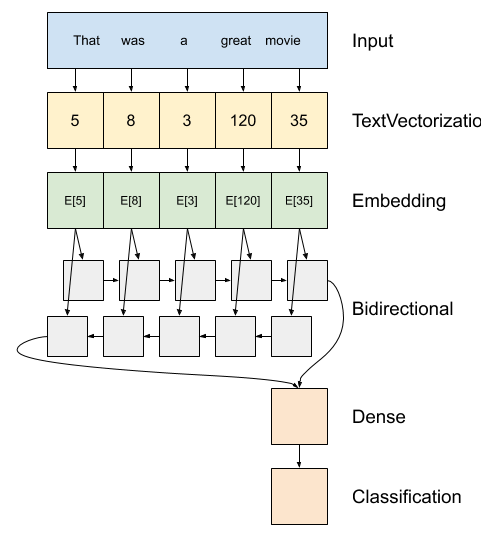 That was a great movie Input
5 8 3 120 35 TextVectorizatio
E[5] E[8] E[3] E[120] E[35] Embedding
Bidirectional
Dense
Classification